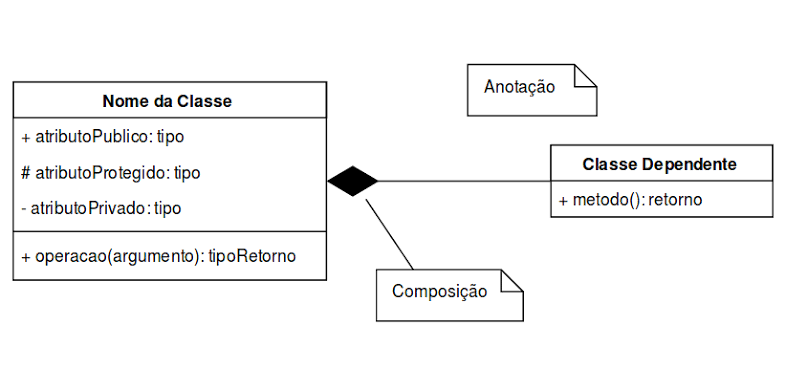 Nome da Classe
+ atributoPublico: tipo
# atributoProtegido: tipo
- atributoPrivado: tipo
+ operacao(argumento): tipoRetorno
Anotação
Classe Dependente
+ metodo(): retorno
Composição